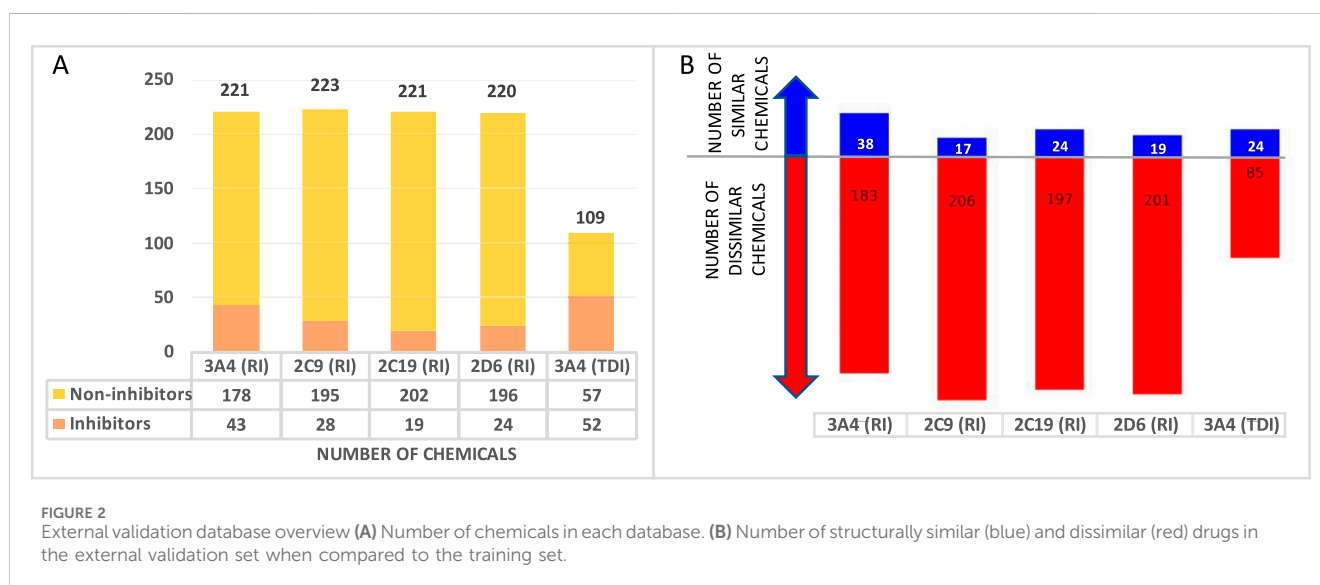 A
250
200
150
100
50
0
221
223
221
220
109
3A4 (RI) 2C9 (RI) 2C19 (RI) 2D6 (RI) 3A4 (TDI)
Non-inhibitors 178 195 202 196 57
Inhibitors 43 28 19 24 52
NUMBER OF CHEMICALS
B
NUMBER OF
SIMILAR
CHEMICALS
NUMBER OF
DISSIMILAR
CHEMICALS
38 17 24 19 24
183 206 197 201 85
3A4 (RI) 2C9 (RI) 2C19 (RI) 2D6 (RI) 3A4 (TDI)
FIGURE 2
External validation database overview (A) Number of chemicals in each database. (B) Number of structurally similar (blue) and dissimilar (red) drugs in
the external validation set when compared to the training set.